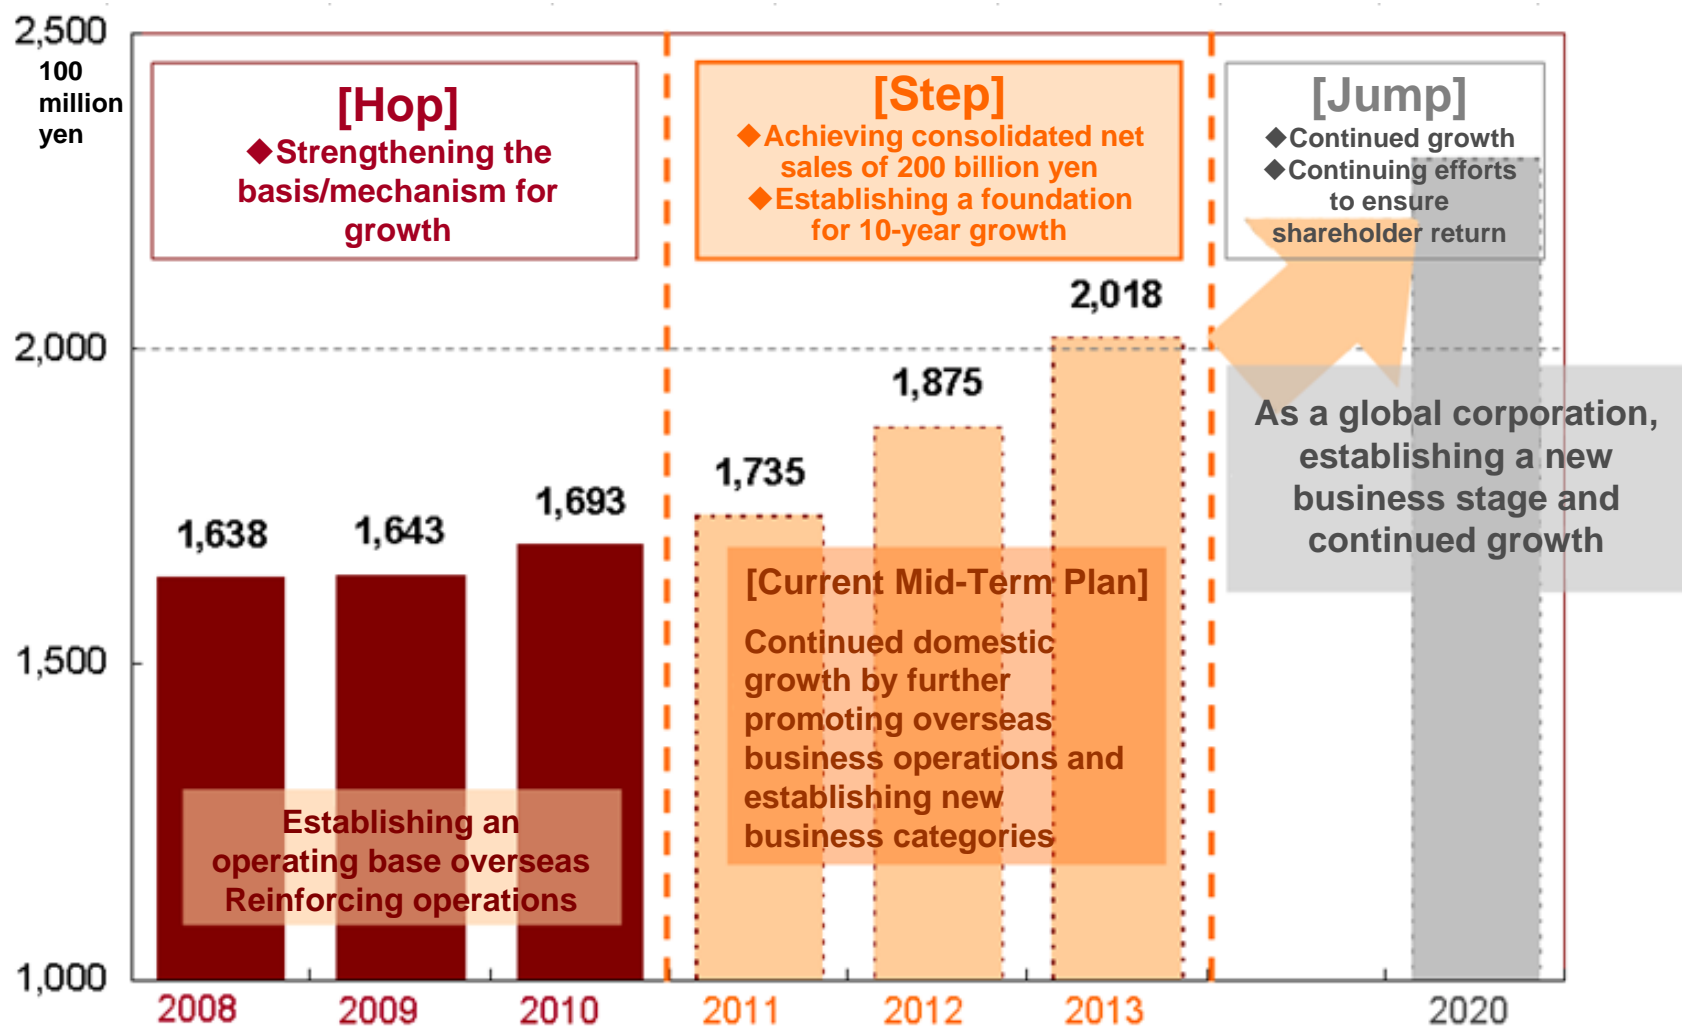 2,500
100
million
yen
2,000
1,500
1,000
[Hop]
◆Strengthening the
basis/mechanism for
growth
[Step]
◆Achieving consolidated net
sales of 200 billion yen
◆Establishing a foundation
for 10-year growth
[Jump]
◆Continued growth
◆Continuing efforts
to ensure
shareholder return
1,638
1,643
1,693
1,735
1,875
2,018
Establishing an
operating base overseas
Reinforcing operations
[Current Mid-Term Plan]
Continued domestic
growth by further
promoting overseas
business operations and
establishing new
business categories
As a global corporation,
establishing a new
business stage and
continued growth
2008
2009
2010
2011
2012
2013
2020